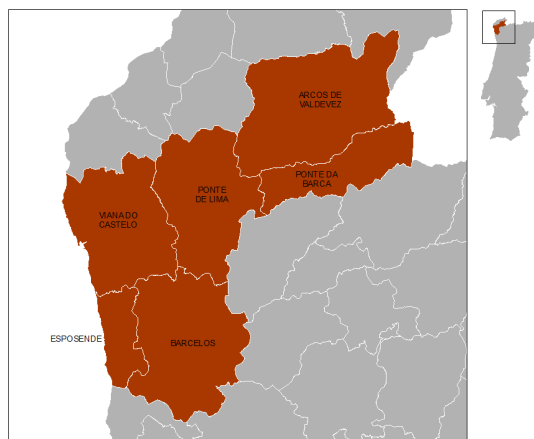 ARCOS DE
VALDEVEZ
PONTE DA
BARCA
PONTE
DE LIMA
VIANA DO
CASTELO
ESPOSENDE
BARCELOS